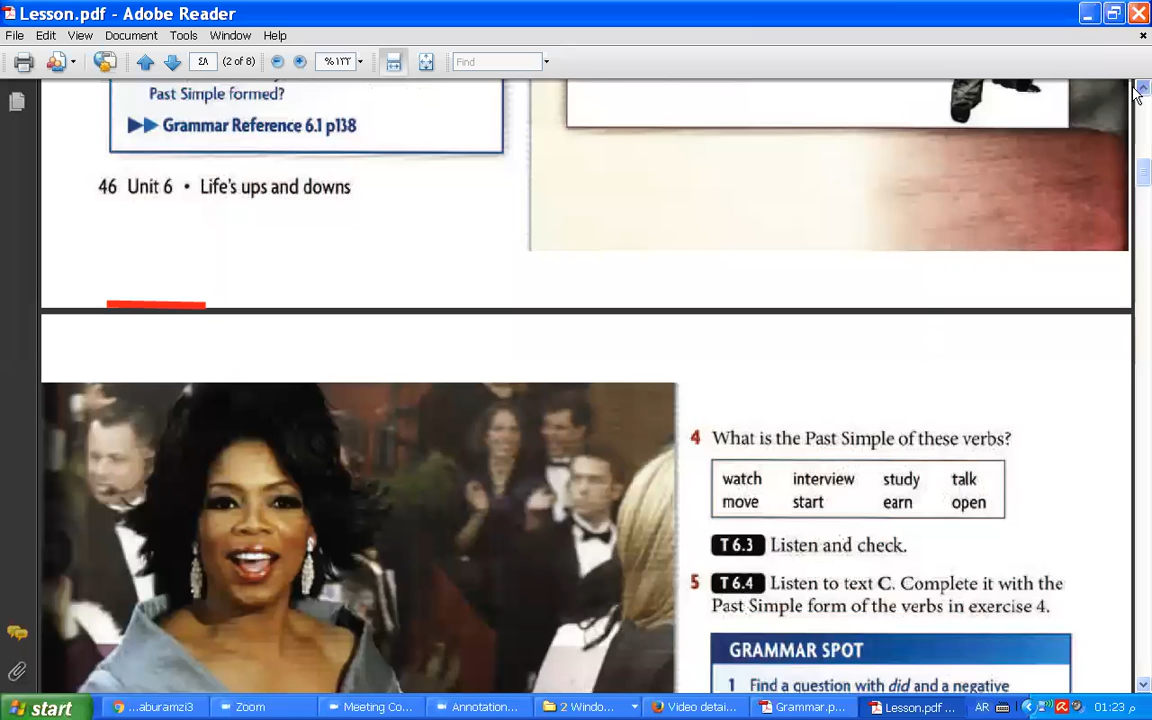 Lesson.pdf - Adobe Reader
File Edit View Document Tools Window Help
٤٨ (2 of 8) %١٢٢ Find
Past Simple formed?
Grammar Reference 6.1 p138
46 Unit 6 • Life's ups and downs
4 What is the Past Simple of these verbs?
watch interview study talk
move start earn open
T 6.3 Listen and check.
5 T 6.4 Listen to text C. Complete it with the
Past Simple form of the verbs in exercise 4.
GRAMMAR SPOT
1 Find a question with did and a negative
start ...aburamzi3 Zoom Meeting Co... Annotation... 2 Windo... Video detai... Grammar.p... Lesson.pdf ... AR 01:23 م